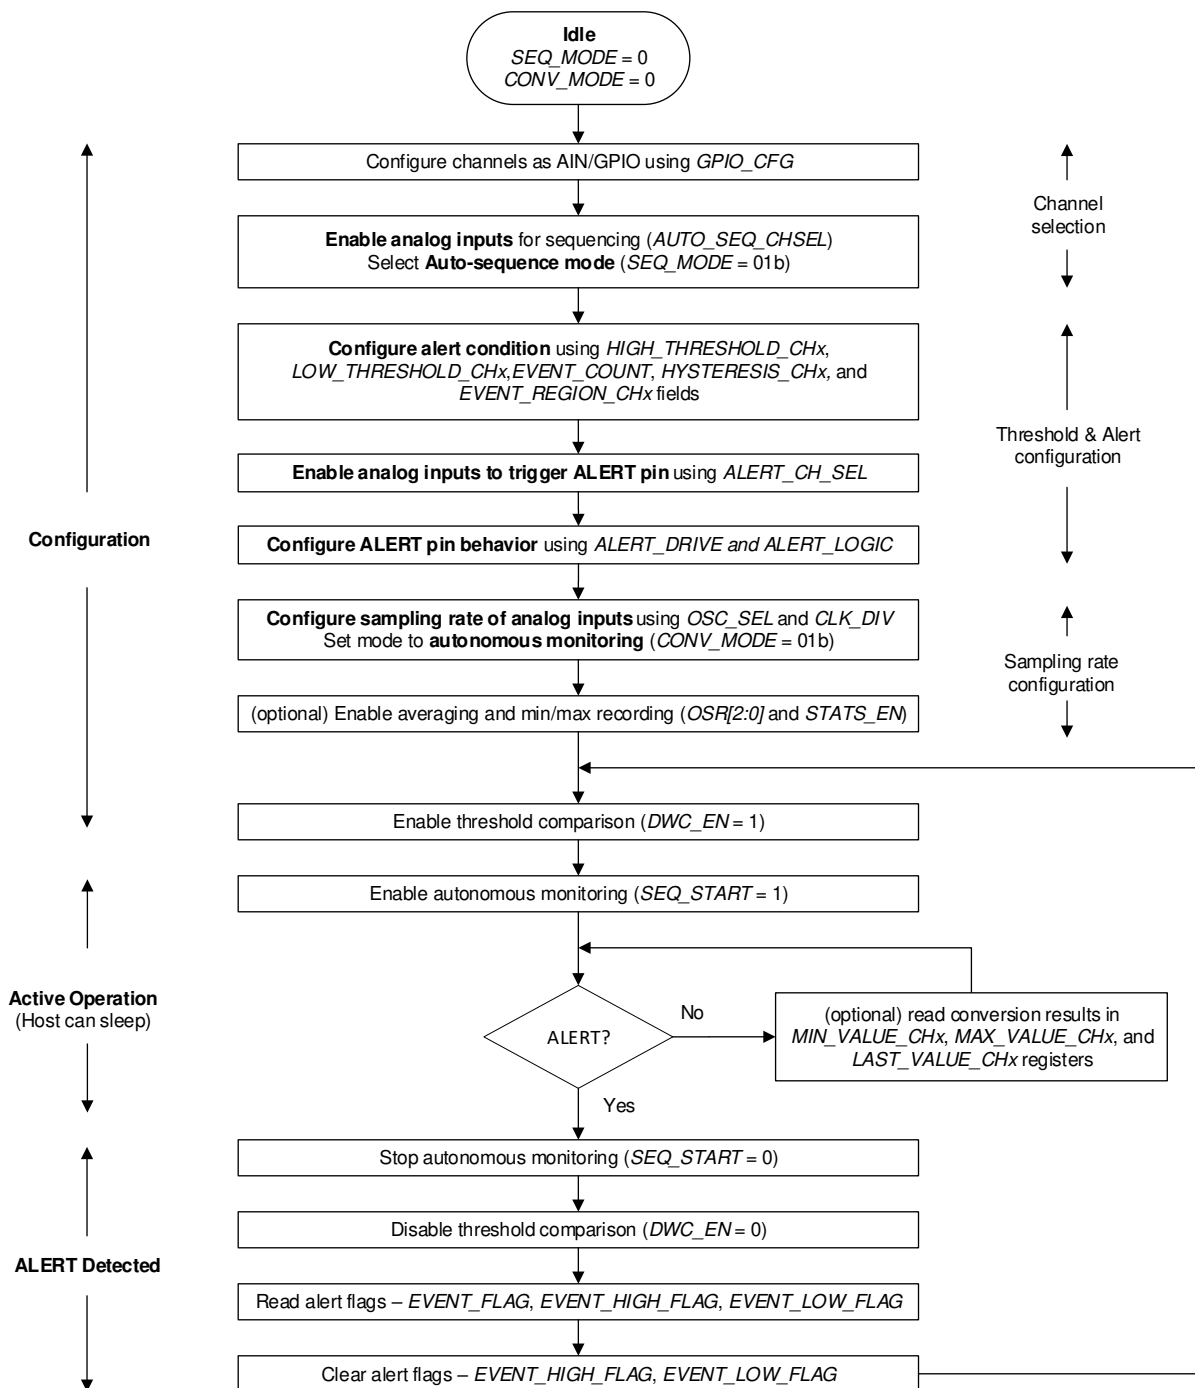 Idle
SEQ_MODE = 0
CONV_MODE = 0
Configure channels as AIN/GPIO using GPIO_CFG
Channel
selection
Enable analog inputs for sequencing (AUTO_SEQ_CHSEL)
Select Auto-sequence mode (SEQ_MODE = 01b)
Configure alert condition using HIGH_THRESHOLD_CHx,
LOW_THRESHOLD_CHx,EVENT_COUNT, HYSTERESIS_CHx, and
EVENT_REGION_CHx fields
Threshold & Alert
configuration
Enable analog inputs to trigger ALERT pin using ALERT_CH_SEL
Configuration
Configure ALERT pin behavior using ALERT_DRIVE and ALERT_LOGIC
Configure sampling rate of analog inputs using OSC_SEL and CLK_DIV
Set mode to autonomous monitoring (CONV_MODE = 01b)
Sampling rate
configuration
(optional) Enable averaging and min/max recording (OSR[2:0] and STATS_EN)
Enable threshold comparison (DWC_EN = 1)
Enable autonomous monitoring (SEQ_START = 1)
Active Operation
(Host can sleep)
ALERT?
No
(optional) read conversion results in
MIN_VALUE_CHx, MAX_VALUE_CHx, and
LAST_VALUE_CHx registers
Yes
Stop autonomous monitoring (SEQ_START = 0)
Disable threshold comparison (DWC_EN = 0)
ALERT Detected
Read alert flags – EVENT_FLAG, EVENT_HIGH_FLAG, EVENT_LOW_FLAG
Clear alert flags – EVENT_HIGH_FLAG, EVENT_LOW_FLAG